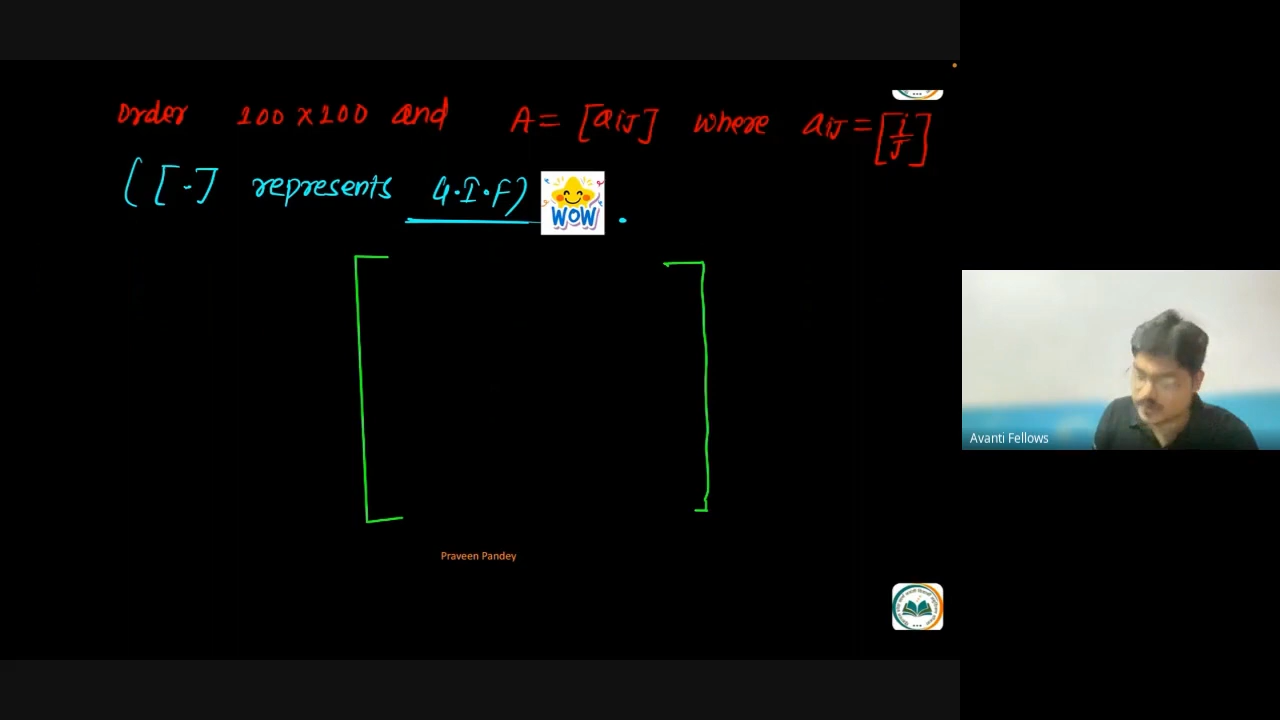 order 100 x 100 and A = [aij] where aij = [i/j]
([.] represents G.I.F)
WOW
.
Avanti Fellows
Praveen Pandey